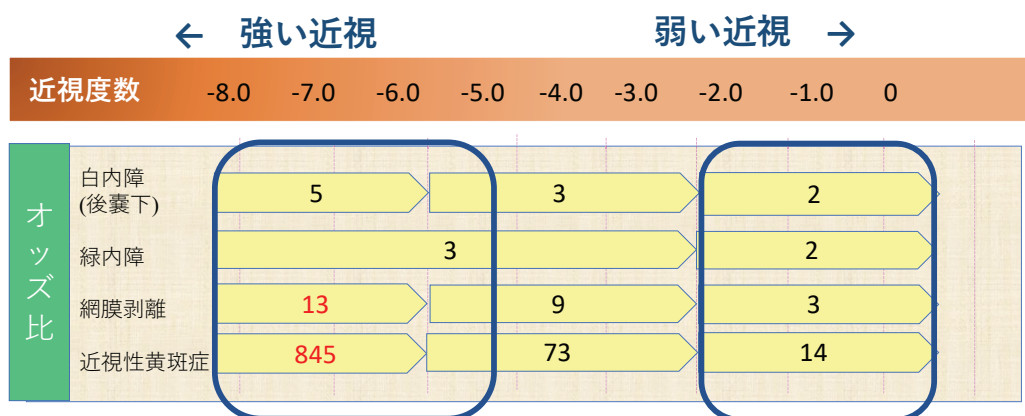 ← 強い近視 弱い近視 →
近視度数 -8.0 -7.0 -6.0 -5.0 -4.0 -3.0 -2.0 -1.0 0
オッズ比
白内障
(後嚢下) 5 3 2
緑内障 3 2
網膜剥離 13 9 3
近視性黄斑症 845 73 14